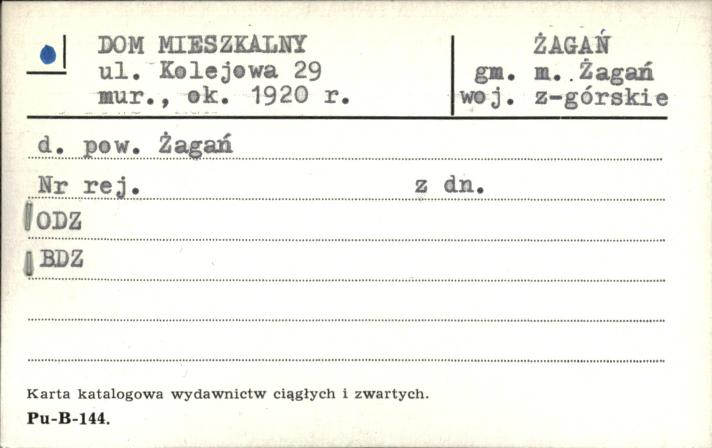 DOM MIESZKALNY
ul. Kolejowa 29
mur., ok. 1920 r.
ŻAGAŃ
gm. m. Żagań
woj. z-górskie
d. pow. Żagań
Nr rej. z dn.
ODZ
BDZ
Karta katalogowa wydawnictw ciągłych i zwartych.
Pu-B-144.